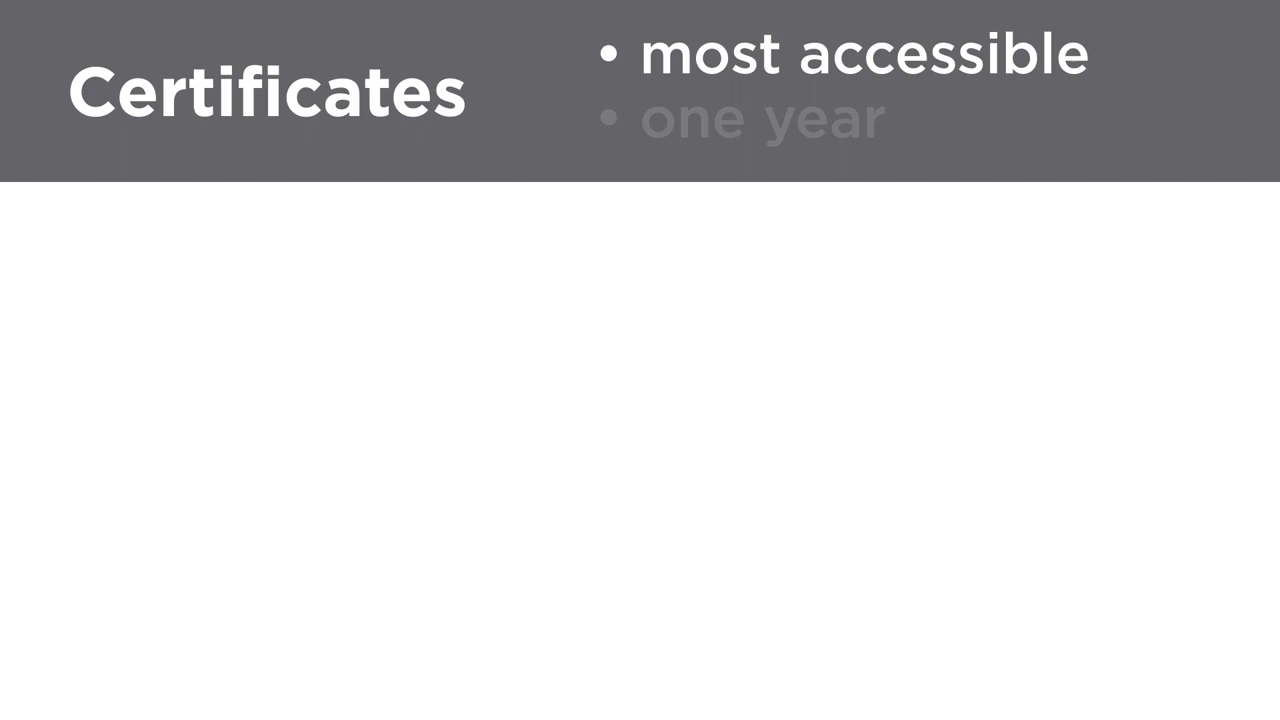 Certificates
• most accessible
• one year